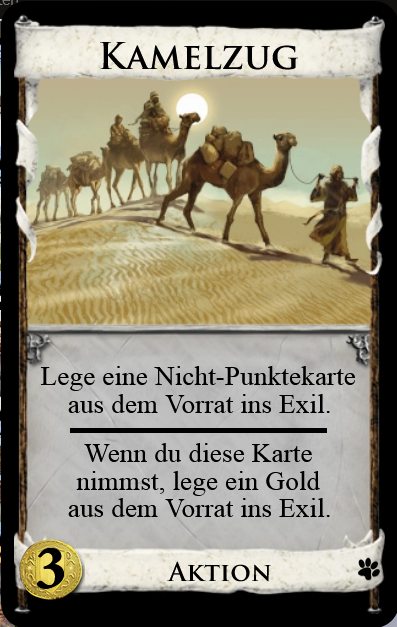 KAMELZUG
Lege eine Nicht-Punktekarte
aus dem Vorrat ins Exil.
Wenn du diese Karte
nimmst, lege ein Gold
aus dem Vorrat ins Exil.
3
AKTION